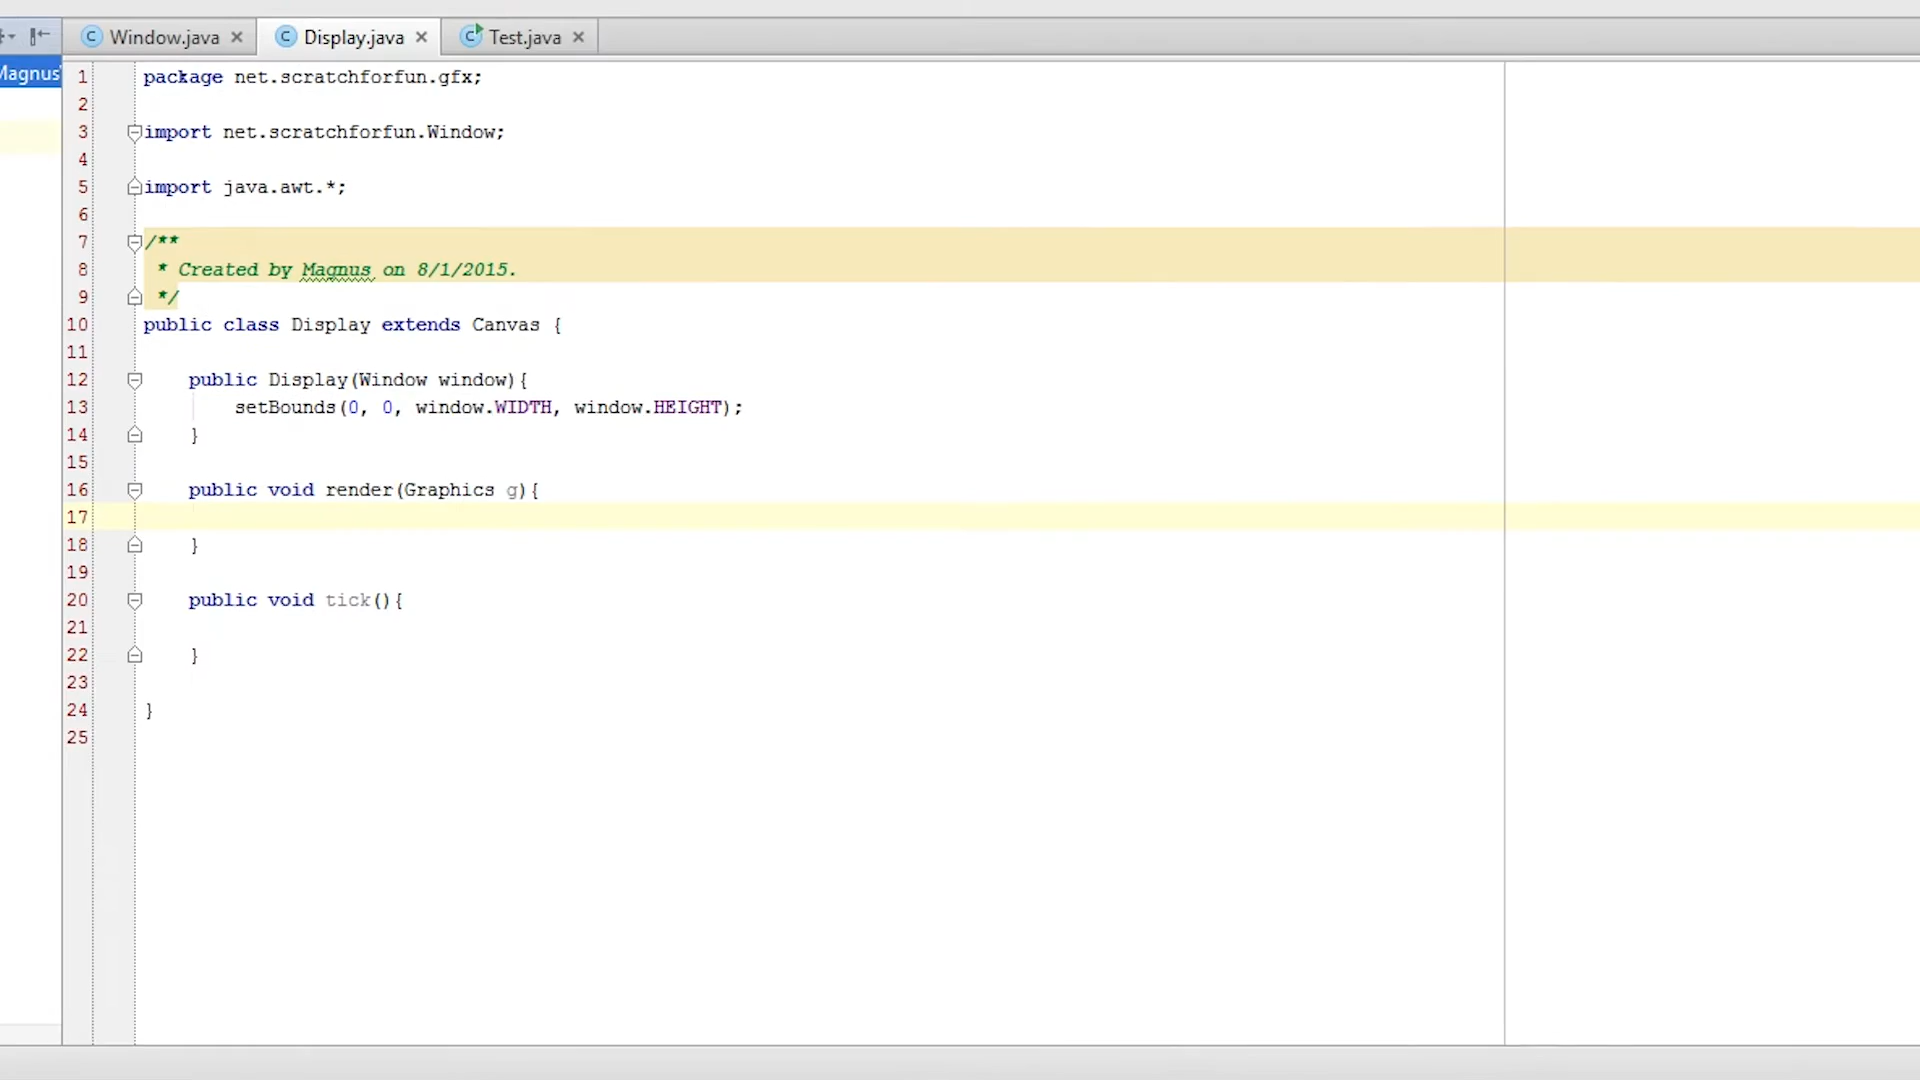 Window.java
Display.java
Test.java
Magnus
1 package net.scratchforfun.gfx;
2
3 import net.scratchforfun.Window;
4
5 import java.awt.*;
6
7 /**
8 * Created by Magnus on 8/1/2015.
9 */
10 public class Display extends Canvas {
11
12 public Display(Window window){
13 setBounds(0, 0, window.WIDTH, window.HEIGHT);
14 }
15
16 public void render(Graphics g){
17
18 }
19
20 public void tick(){
21
22 }
23
24 }
25